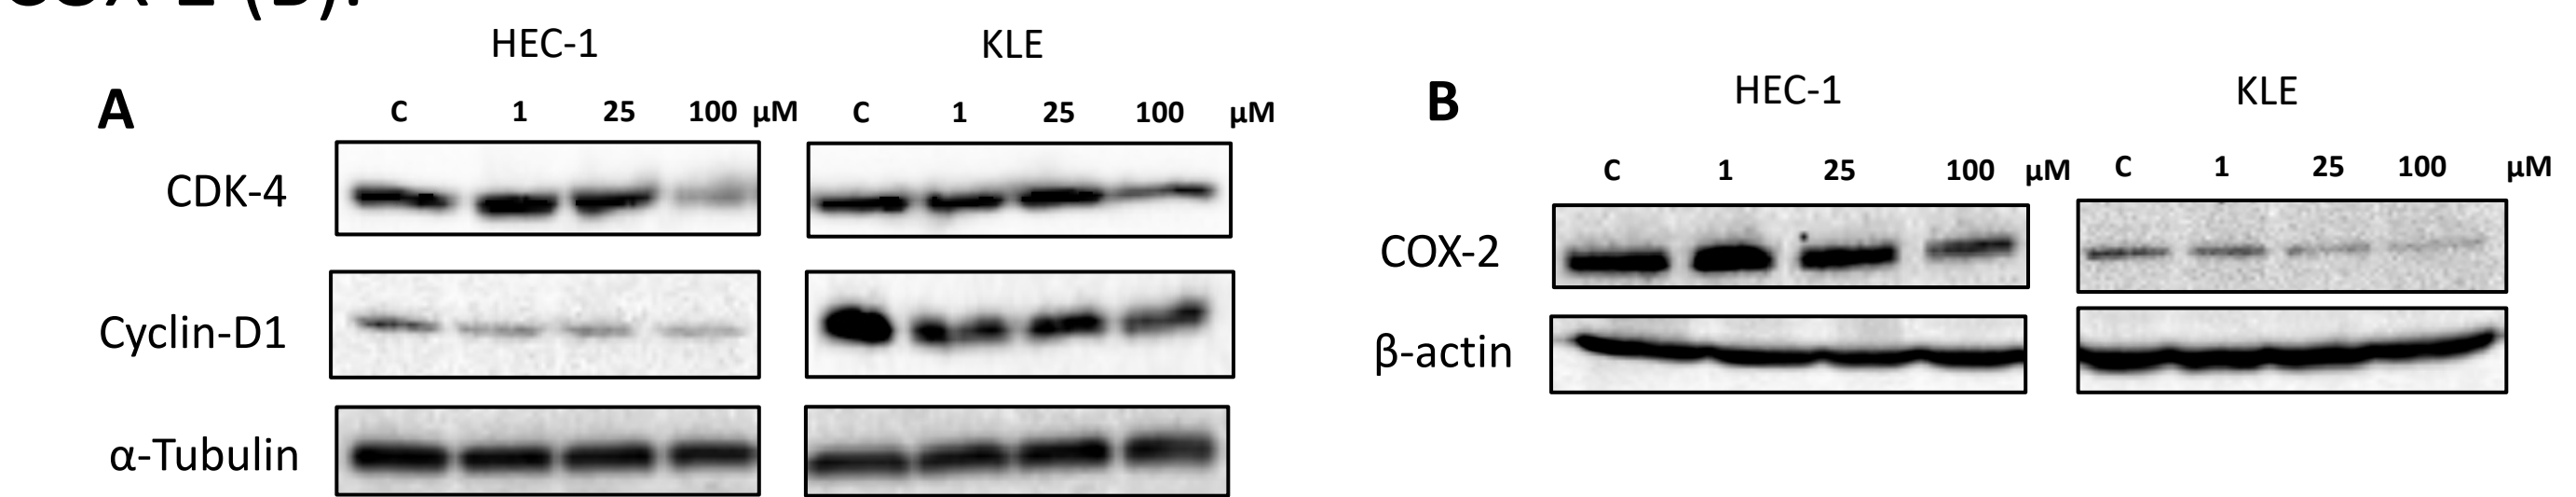 HEC-1 KLE
A C 1 25 100 µM C 1 25 100 µM
CDK-4
Cyclin-D1
α-Tubulin
B HEC-1 KLE
C 1 25 100 µM C 1 25 100 µM
COX-2
β-actin